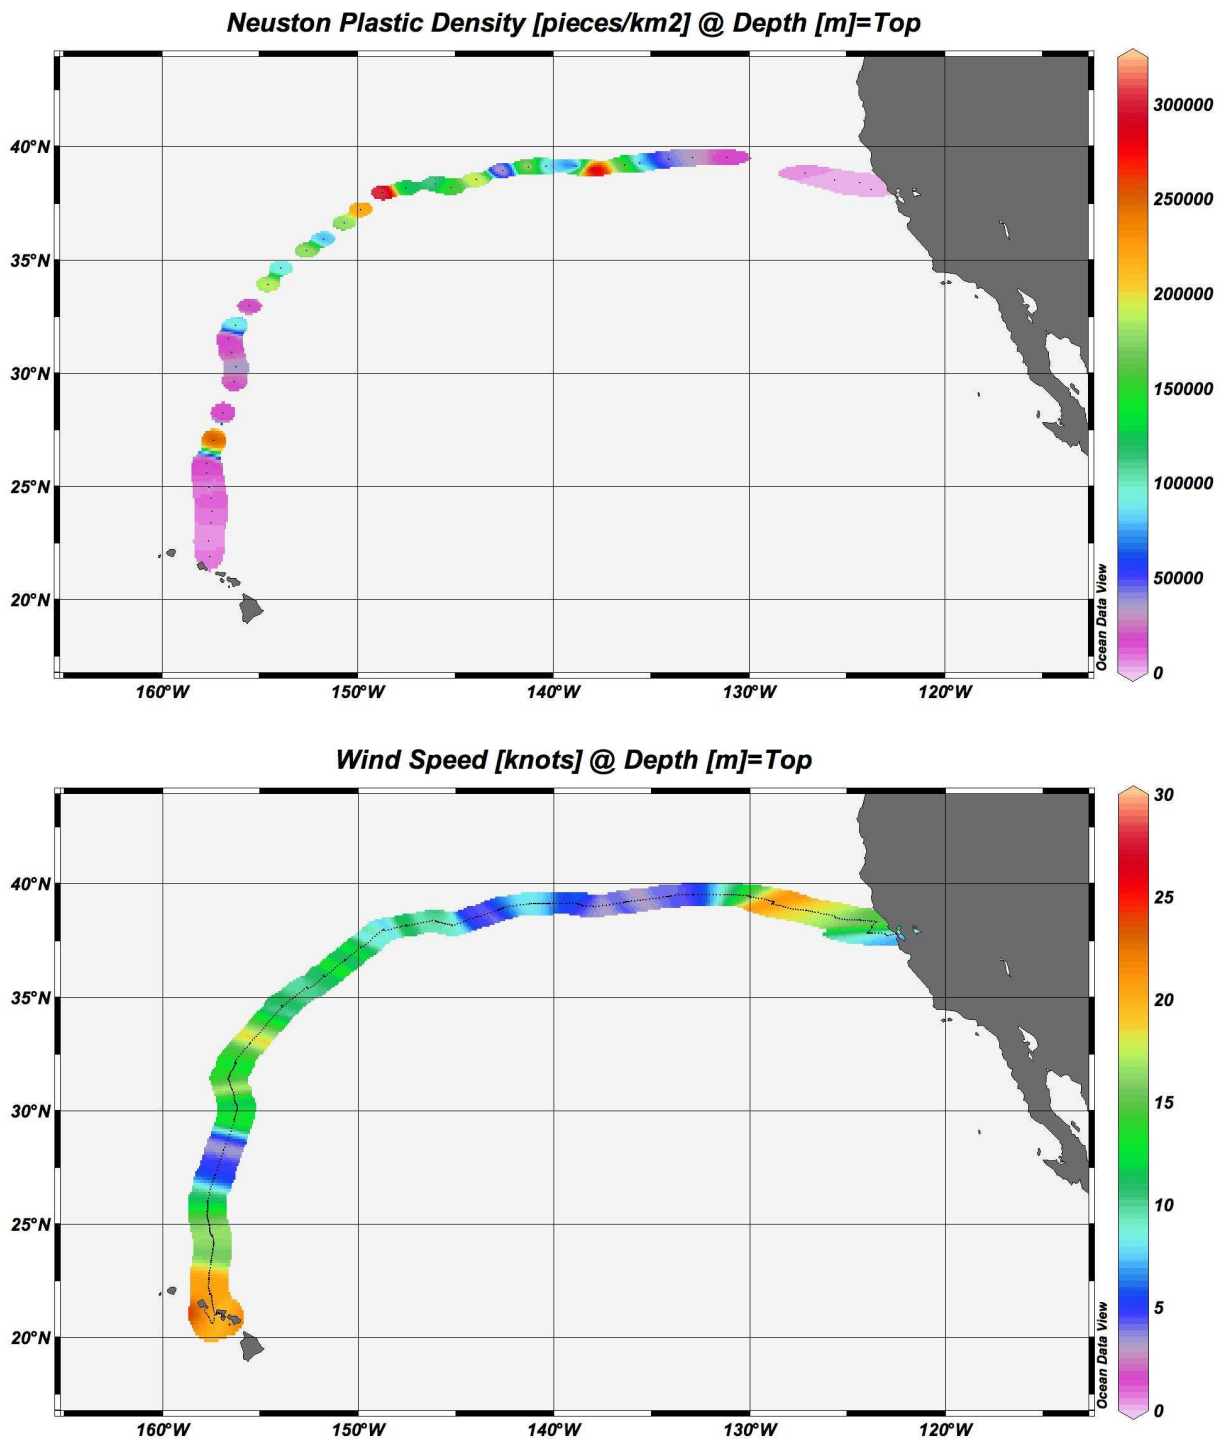 Neuston Plastic Density [pieces/km2] @ Depth [m]=Top
40°N
35°N
30°N
25°N
20°N
160°W
150°W
140°W
130°W
120°W
300000
250000
200000
150000
100000
50000
0
Ocean Data View
Wind Speed [knots] @ Depth [m]=Top
40°N
35°N
30°N
25°N
20°N
160°W
150°W
140°W
130°W
120°W
30
25
20
15
10
5
0
Ocean Data View